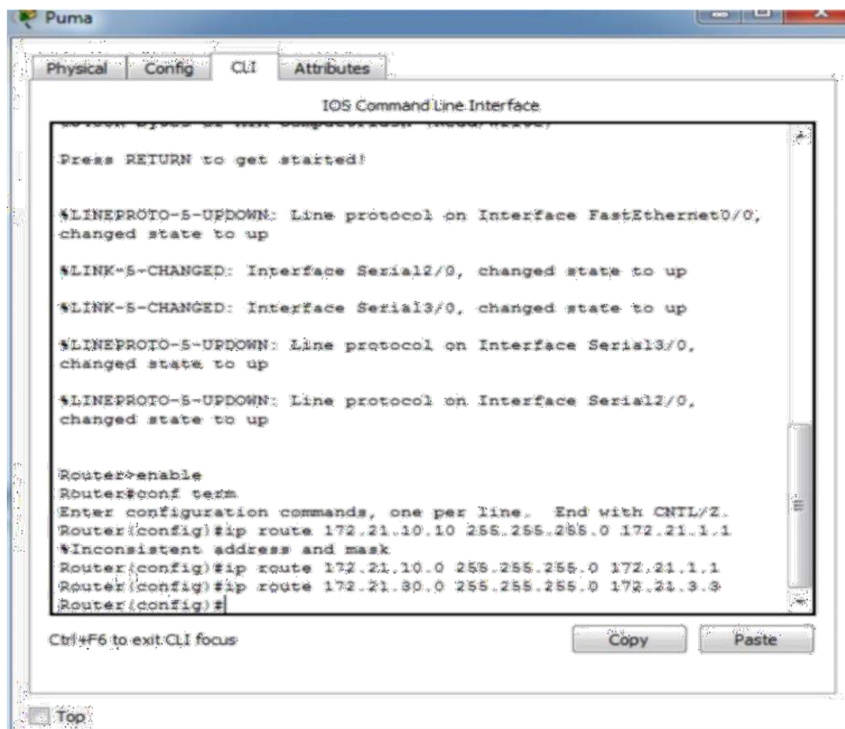 Puma
Physical Config CLI Attributes
IOS Command Line Interface
Press RETURN to get started!
%LINEPROTO-5-UPDOWN: Line protocol on Interface FastEthernet0/0,
changed state to up
%LINK-5-CHANGED: Interface Serial2/0, changed state to up
%LINK-5-CHANGED: Interface Serial3/0, changed state to up
%LINEPROTO-5-UPDOWN: Line protocol on Interface Serial3/0,
changed state to up
%LINEPROTO-5-UPDOWN: Line protocol on Interface Serial2/0,
changed state to up
Router>enable
Router#conf term
Enter configuration commands, one per line. End with CNTL/Z.
Router(config)#ip route 172.21.10.10 255.255.255.0 172.21.1.1
%Inconsistent address and mask
Router(config)#ip route 172.21.10.0 255.255.255.0 172.21.1.1
Router(config)#ip route 172.21.30.0 255.255.255.0 172.21.3.3
Router(config)#
Ctrl+F6 to exit CLI focus
Copy Paste
Top